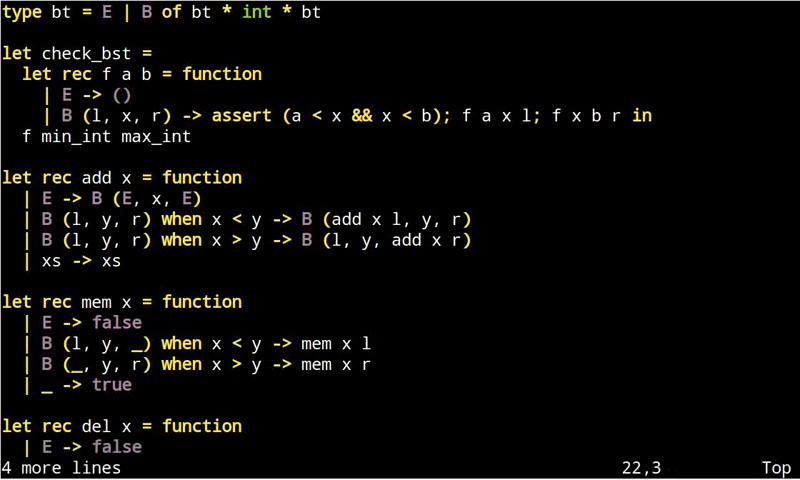 type bt = E | B of bt * int * bt
let check_bst =
  let rec f a b = function
    | E -> ()
    | B (l, x, r) -> assert (a < x && x < b); f a x l; f x b r in
  f min_int max_int
let rec add x = function
  | E -> B (E, x, E)
  | B (l, y, r) when x < y -> B (add x l, y, r)
  | B (l, y, r) when x > y -> B (l, y, add x r)
  | xs -> xs
let rec mem x = function
  | E -> false
  | B (l, y, _) when x < y -> mem x l
  | B (_, y, r) when x > y -> mem x r
  | _ -> true
let rec del x = function
  | E -> false
4 more lines 22,3 Top